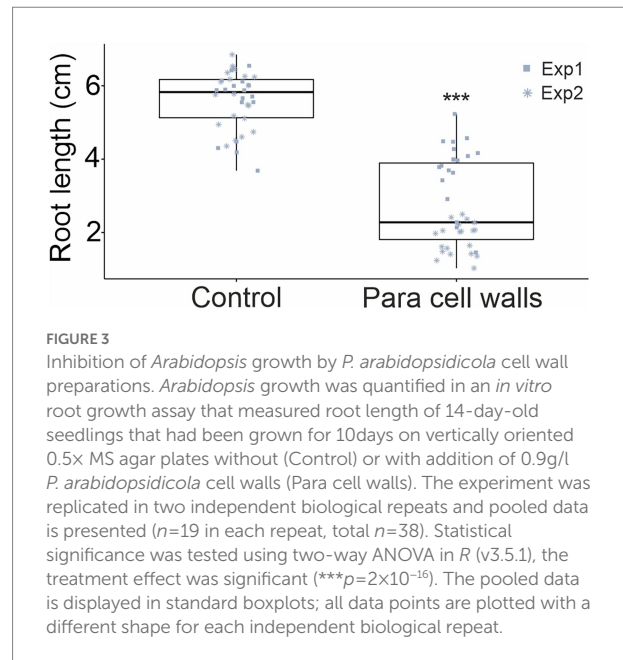 Root length (cm)
6
4
2
Exp1
Exp2
***
Control
Para cell walls
FIGURE 3
Inhibition of Arabidopsis growth by P. arabidopsidicola cell wall
preparations. Arabidopsis growth was quantified in an in vitro
root growth assay that measured root length of 14-day-old
seedlings that had been grown for 10days on vertically oriented
0.5× MS agar plates without (Control) or with addition of 0.9g/l
P. arabidopsidicola cell walls (Para cell walls). The experiment was
replicated in two independent biological repeats and pooled data
is presented (n=19 in each repeat, total n=38). Statistical
significance was tested using two-way ANOVA in R (v3.5.1), the
treatment effect was significant (***p=2×10⁻¹⁶). The pooled data
is displayed in standard boxplots; all data points are plotted with a
different shape for each independent biological repeat.